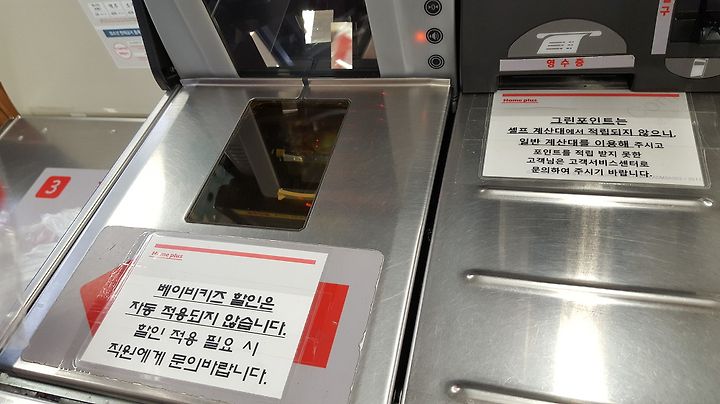 영수증
Home plus
그린포인트는
셀프 계산대에서 적립되지 않으니,
일반 계산대를 이용해 주시고
포인트를 적립 받지 못한
고객님은 고객서비스센터로
문의하여 주시기 바랍니다.
3
Home plus
베이비키즈 할인은
자동 적용되지 않습니다.
할인 적용 필요 시
직원에게 문의바랍니다.